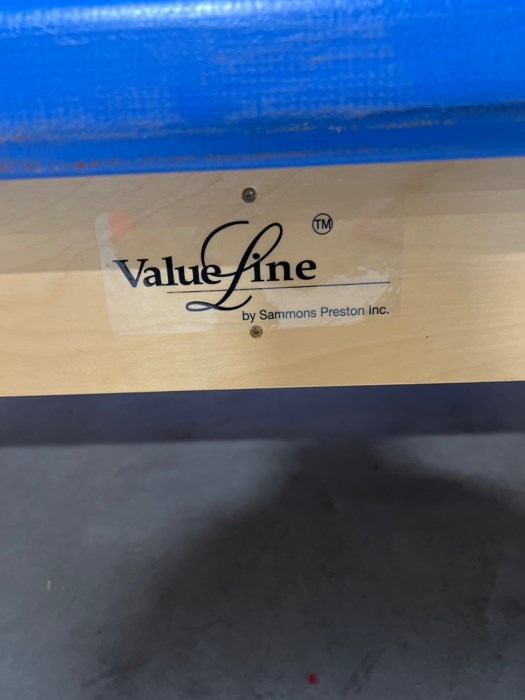 ValueLine TM
by Sammons Preston Inc.